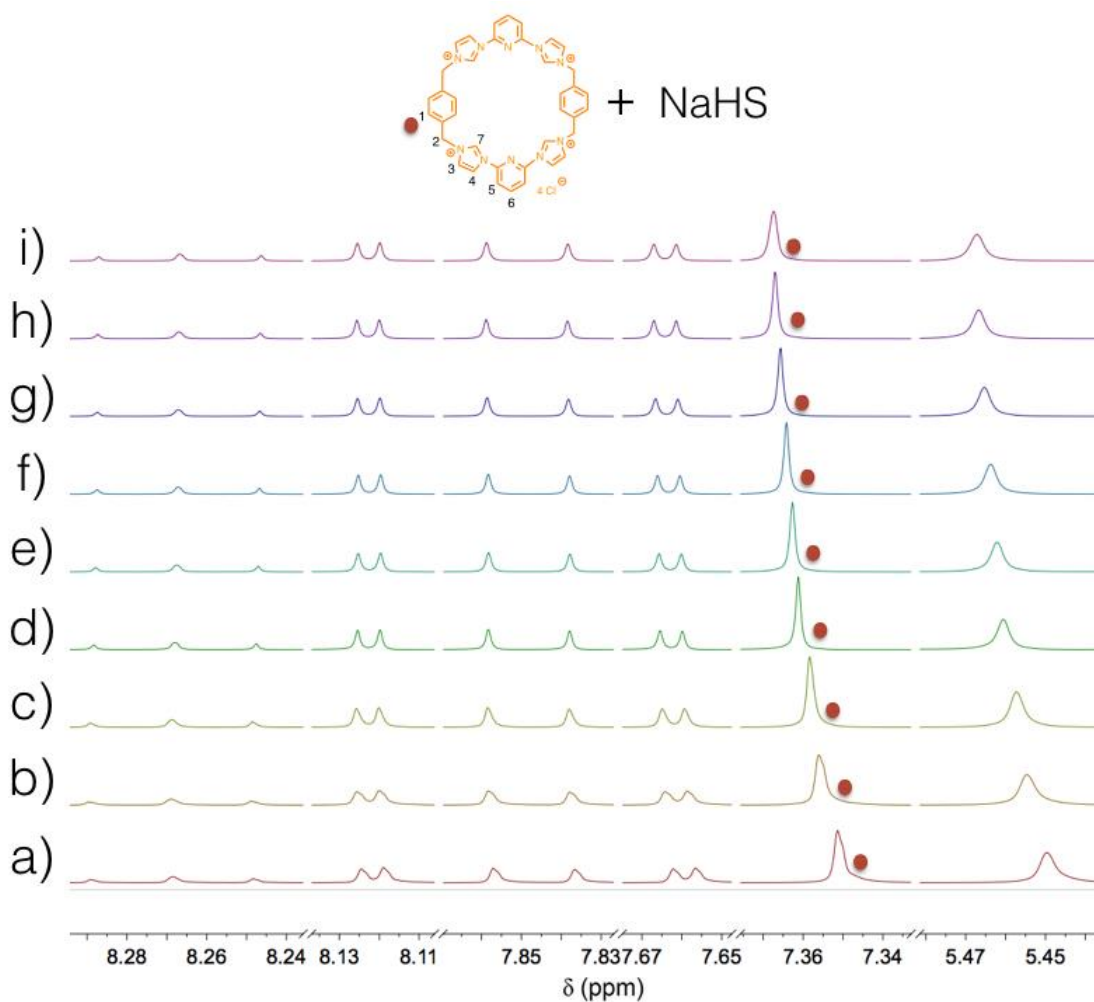 N N N N N
⊕ ⊕
+ NaHS
1
2
⊕ 7 ⊕
N N N N N
3 4 5 6
4 Cl ⊖
i)
h)
g)
f)
e)
d)
c)
b)
a)
8.28 8.26 8.24 8.13 8.11 7.85 7.83 7.67 7.65 7.36 7.34 5.47 5.45
δ (ppm)